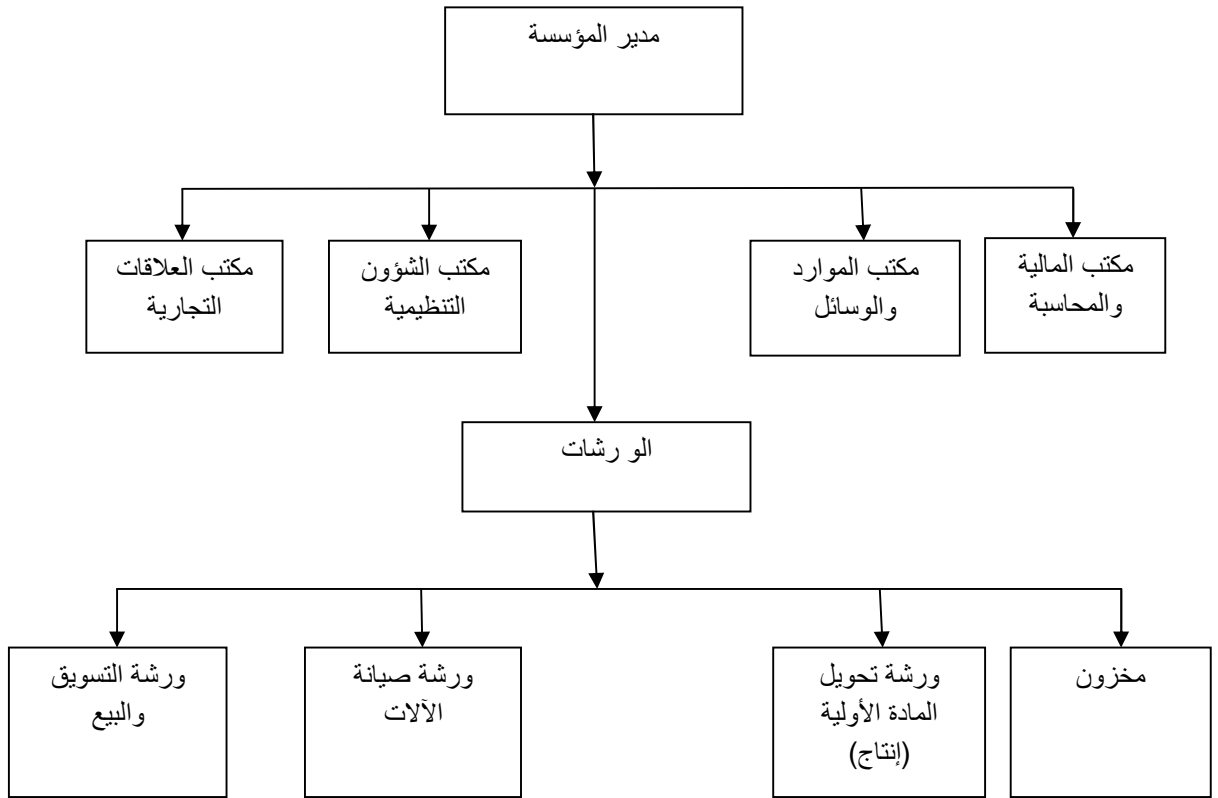 مدير المؤسسة
مكتب المالية
والمحاسبة
مكتب الموارد
والوسائل
مكتب الشؤون
التنظيمية
مكتب العلاقات
التجارية
الو رشات
مخزون
ورشة تحويل
المادة الأولية
(إنتاج)
ورشة صيانة
الآلات
ورشة التسويق
والبيع